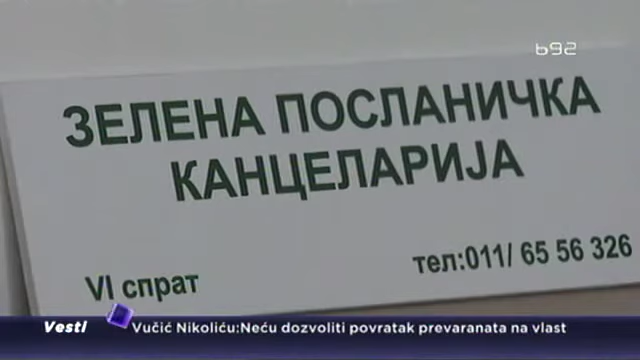 b92
ЗЕЛЕНА ПОСЛАНИЧКА
КАНЦЕЛАРИЈА
VI спрат
тел:011/ 65 56 326
Vesti
Vučić Nikoliću:Neću dozvoliti povratak prevaranata na vlast